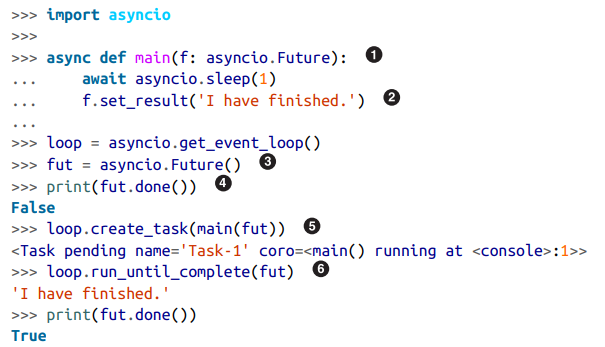 >>> import asyncio
>>>
>>> async def main(f: asyncio.Future): ❶
...     await asyncio.sleep(1)
...     f.set_result('I have finished.') ❷
...
>>> loop = asyncio.get_event_loop()
>>> fut = asyncio.Future() ❸
>>> print(fut.done()) ❹
False
>>> loop.create_task(main(fut)) ❺
<Task pending name='Task-1' coro=<main() running at <console>:1>>
>>> loop.run_until_complete(fut) ❻
'I have finished.'
>>> print(fut.done())
True